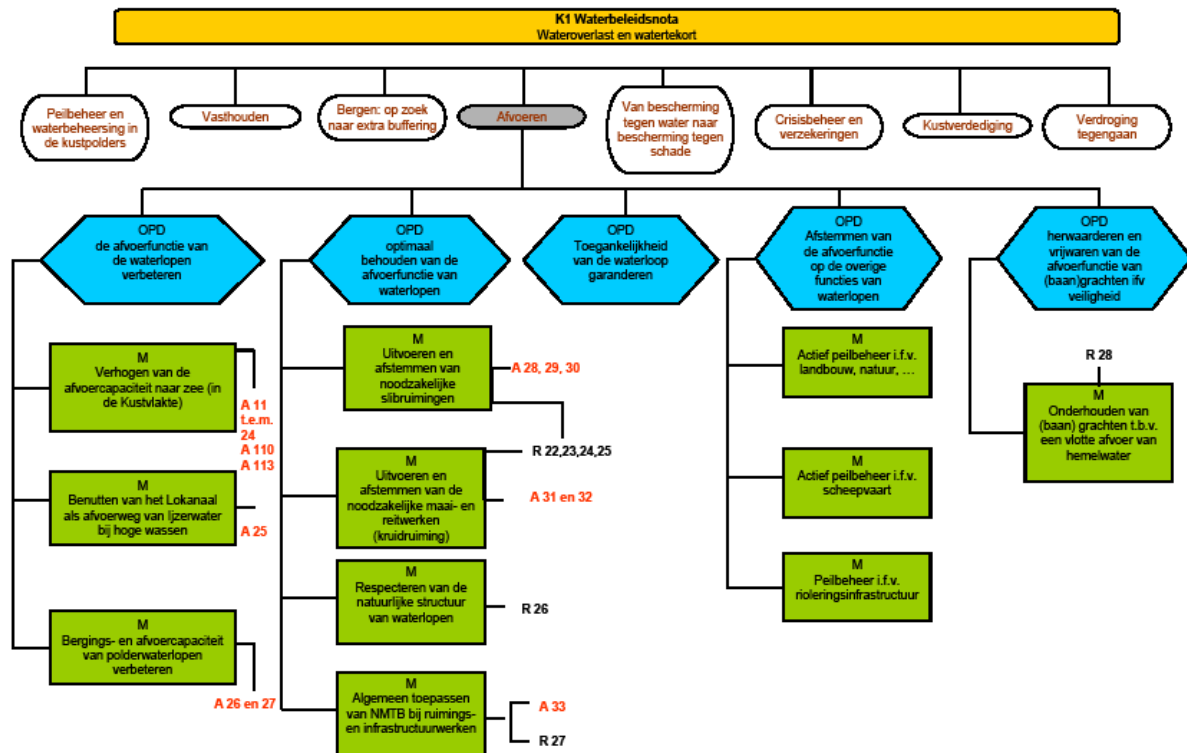 K1 Waterbeleidsnota
Wateroverlast en watertekort
Peilbeheer en
waterbeheersing in
de kustpolders
Vasthouden
Bergen: op zoek
naar extra buffering
Afvoeren
Van bescherming
tegen water naar
bescherming tegen
schade
Crisisbeheer en
verzekeringen
Kustverdediging
Verdroging
tegengaan
OPD
de afvoerfunctie van
de waterlopen
verbeteren
OPD
optimaal
behouden van de
afvoerfunctie van
waterlopen
OPD
Toegankelijkheid
van de waterloop
garanderen
OPD
Afstemmen van
de afvoerfunctie
op de overige
functies van
waterlopen
OPD
herwaarderen en
vrijwaren van de
afvoerfunctie van
(baan)grachten ifv
veiligheid
M
Verhogen van de
afvoercapaciteit naar zee (in
de Kustvlakte)
A 11
t.e.m.
24
A 110
A 113
M
Benutten van het Lokanaal
als afvoerweg van Ijzerwater
bij hoge wassen
A 25
M
Bergings- en afvoercapaciteit
van polderwaterlopen
verbeteren
A 26 en 27
M
Uitvoeren en
afstemmen van
noodzakelijke
slibruimingen
A 28, 29, 30
R 22,23,24,25
M
Uitvoeren en
afstemmen van de
noodzakelijke maai- en
reitwerken
(kruidruiming)
A 31 en 32
M
Respecteren van de
natuurlijke structuur
van waterlopen
R 26
M
Algemeen toepassen
van NMTB bij ruimings-
en infrastructuurwerken
A 33
R 27
M
Actief peilbeheer i.f.v.
landbouw, natuur, …
M
Actief peilbeheer i.f.v.
scheepvaart
M
Peilbeheer i.f.v.
rioleringsinfrastructuur
R 28
M
Onderhouden van
(baan) grachten t.b.v.
een vlotte afvoer van
hemelwater